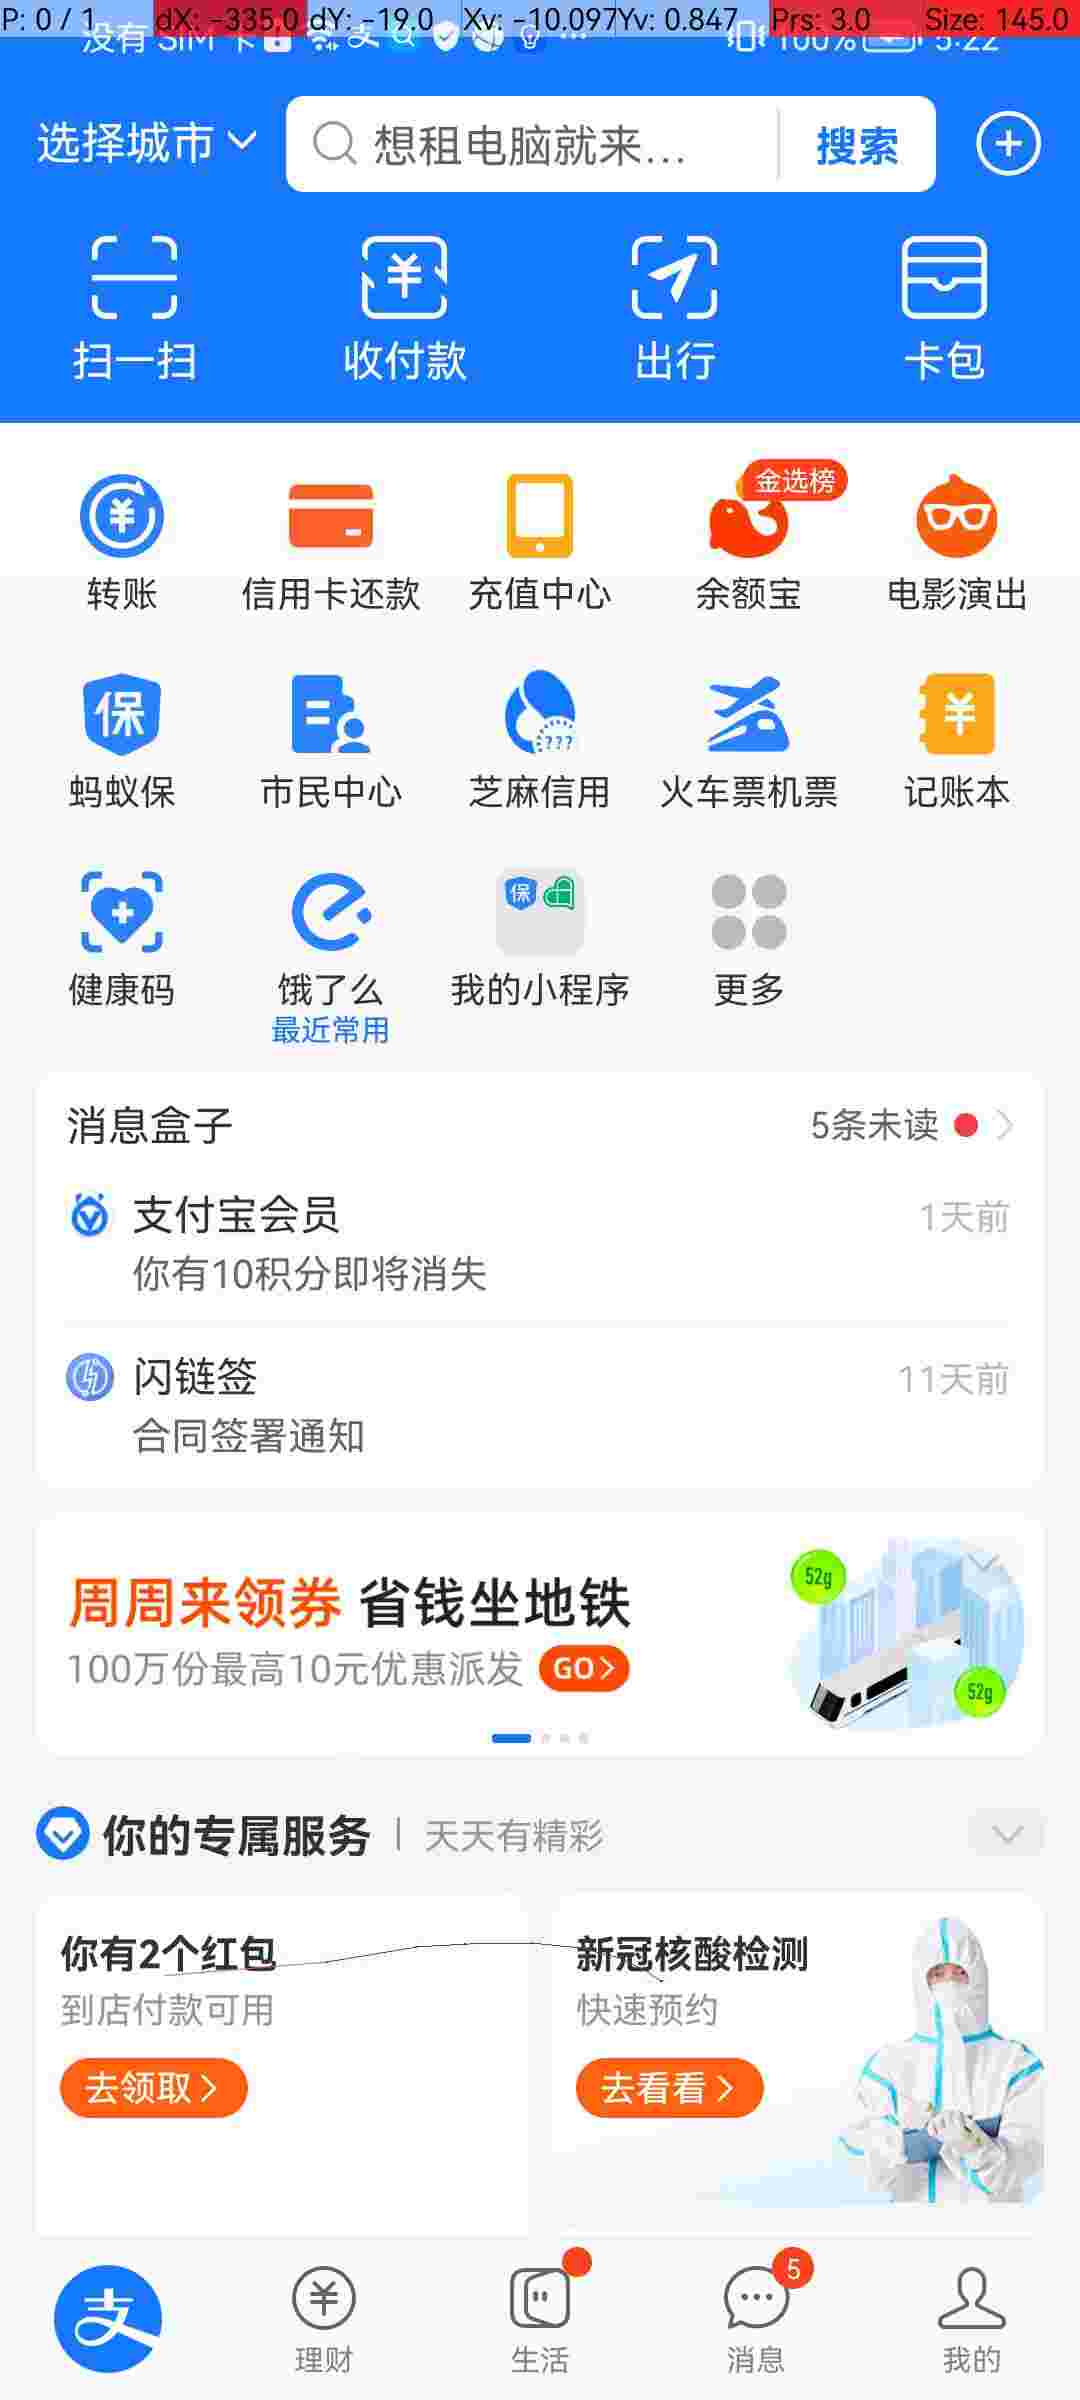 P: 0 / 1 dX: -335.0 dY: -19.0 Xv: -10.097 Yv: 0.847 Prs: 3.0 Size: 145.0
没有 SIM 卡 100% 5:22
选择城市 想租电脑就来... 搜索
扫一扫 收付款 出行 卡包
金选榜
转账 信用卡还款 充值中心 余额宝 电影演出
保 ???
蚂蚁保 市民中心 芝麻信用 火车票机票 记账本
保
健康码 饿了么 我的小程序 更多
最近常用
消息盒子 5条未读
支付宝会员 1天前
你有10积分即将消失
闪链签 11天前
合同签署通知
周周来领券 省钱坐地铁 52g
100万份最高10元优惠派发 GO 52g
你的专属服务 天天有精彩
你有2个红包 新冠核酸检测
到店付款可用 快速预约
去领取 去看看
支 5
理财 生活 消息 我的